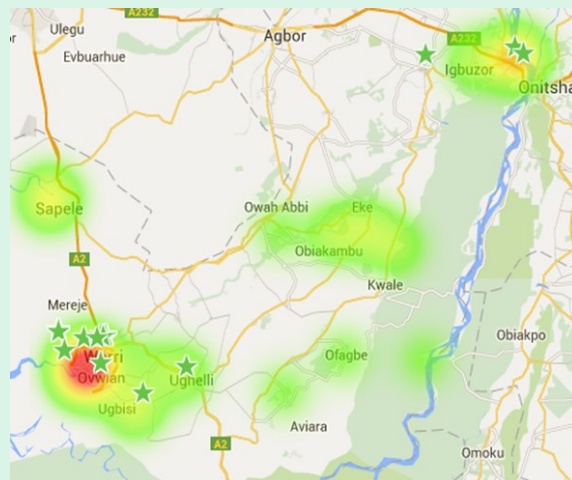 A232
Ulegu
Agbor
A232
Evbuarhue
Igbuzor
Onitsha
Sapele
Owah Abbi
Eke
Obiakambu
A2
Kwale
Mereje
Obiakpo
Warri
Ofagbe
Ovwian
Ughelli
Ugbisi
Aviara
A2
Omoku